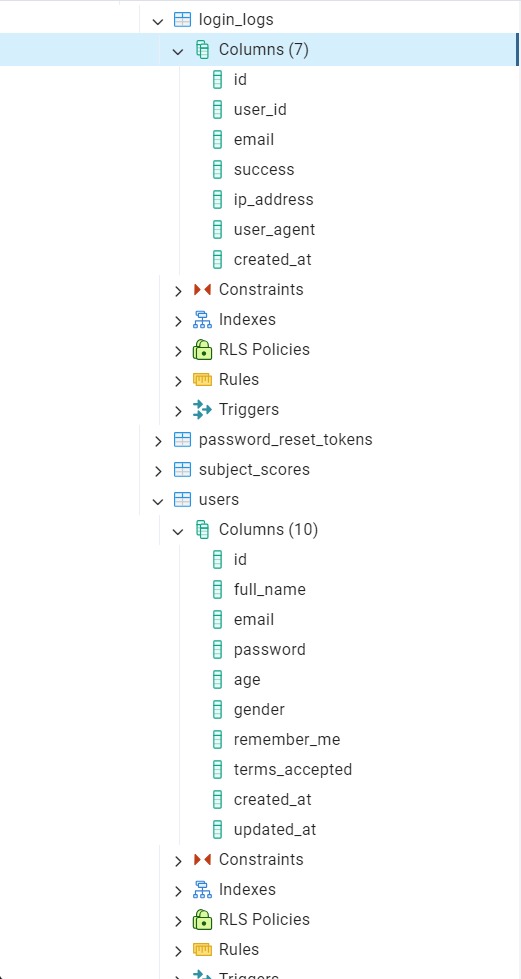 login_logs
Columns (7)
id
user_id
email
success
ip_address
user_agent
created_at
Constraints
Indexes
RLS Policies
Rules
Triggers
password_reset_tokens
subject_scores
users
Columns (10)
id
full_name
email
password
age
gender
remember_me
terms_accepted
created_at
updated_at
Constraints
Indexes
RLS Policies
Rules
Triggers